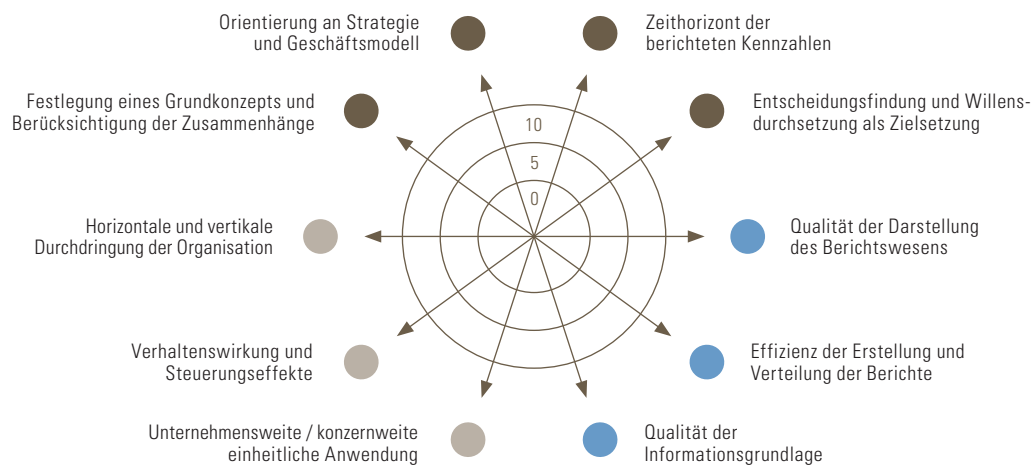 Orientierung an Strategie
und Geschäftsmodell
Zeithorizont der
berichteten Kennzahlen
Festlegung eines Grundkonzepts und
Berücksichtigung der Zusammenhänge
Entscheidungsfindung und Willens-
durchsetzung als Zielsetzung
10
5
0
Horizontale und vertikale
Durchdringung der Organisation
Qualität der Darstellung
des Berichtswesens
Verhaltenswirkung und
Steuerungseffekte
Effizienz der Erstellung und
Verteilung der Berichte
Unternehmensweite / konzernweite
einheitliche Anwendung
Qualität der
Informationsgrundlage